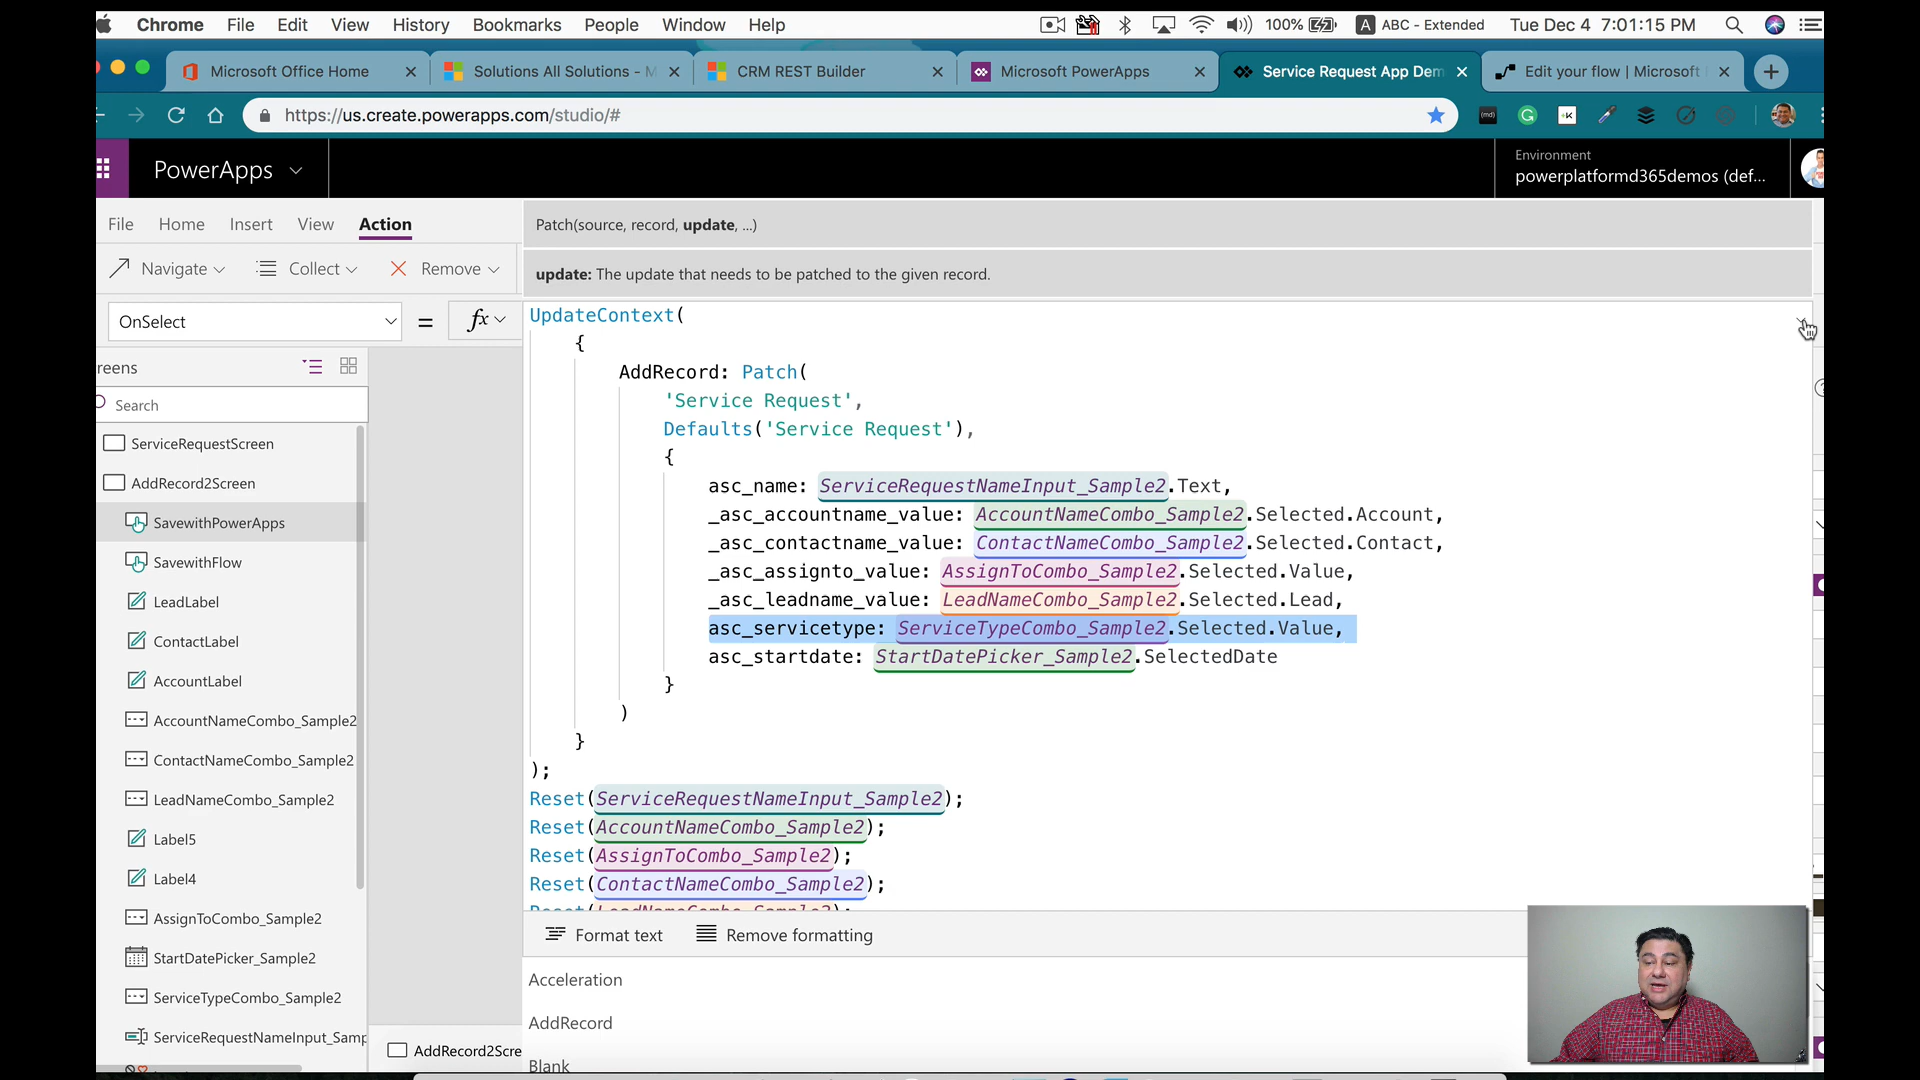 Chrome File Edit View History Bookmarks People Window Help 100% A ABC - Extended Tue Dec 4 7:01:15 PM
Microsoft Office Home Solutions All Solutions - M CRM REST Builder Microsoft PowerApps Service Request App Dem Edit your flow | Microsoft
https://us.create.powerapps.com/studio/#
PowerApps
Environment
powerplatformd365demos (def...
File Home Insert View Action
Navigate Collect Remove
OnSelect = fx
Patch(source, record, update, ...)
update: The update that needs to be patched to the given record.
UpdateContext(
{
AddRecord: Patch(
'Service Request',
Defaults('Service Request'),
{
asc_name: ServiceRequestNameInput_Sample2.Text,
_asc_accountname_value: AccountNameCombo_Sample2.Selected.Account,
_asc_contactname_value: ContactNameCombo_Sample2.Selected.Contact,
_asc_assignto_value: AssignToCombo_Sample2.Selected.Value,
_asc_leadname_value: LeadNameCombo_Sample2.Selected.Lead,
asc_servicetype: ServiceTypeCombo_Sample2.Selected.Value,
asc_startdate: StartDatePicker_Sample2.SelectedDate
}
)
}
);
Reset(ServiceRequestNameInput_Sample2);
Reset(AccountNameCombo_Sample2);
Reset(AssignToCombo_Sample2);
Reset(ContactNameCombo_Sample2);
Reset(LeadNameCombo_Sample2);
Format text Remove formatting
Acceleration
AddRecord
Blank
reens
Search
ServiceRequestScreen
AddRecord2Screen
SavewithPowerApps
SavewithFlow
LeadLabel
ContactLabel
AccountLabel
AccountNameCombo_Sample2
ContactNameCombo_Sample2
LeadNameCombo_Sample2
Label5
Label4
AssignToCombo_Sample2
StartDatePicker_Sample2
ServiceTypeCombo_Sample2
ServiceRequestNameInput_Samp
AddRecord2Scre